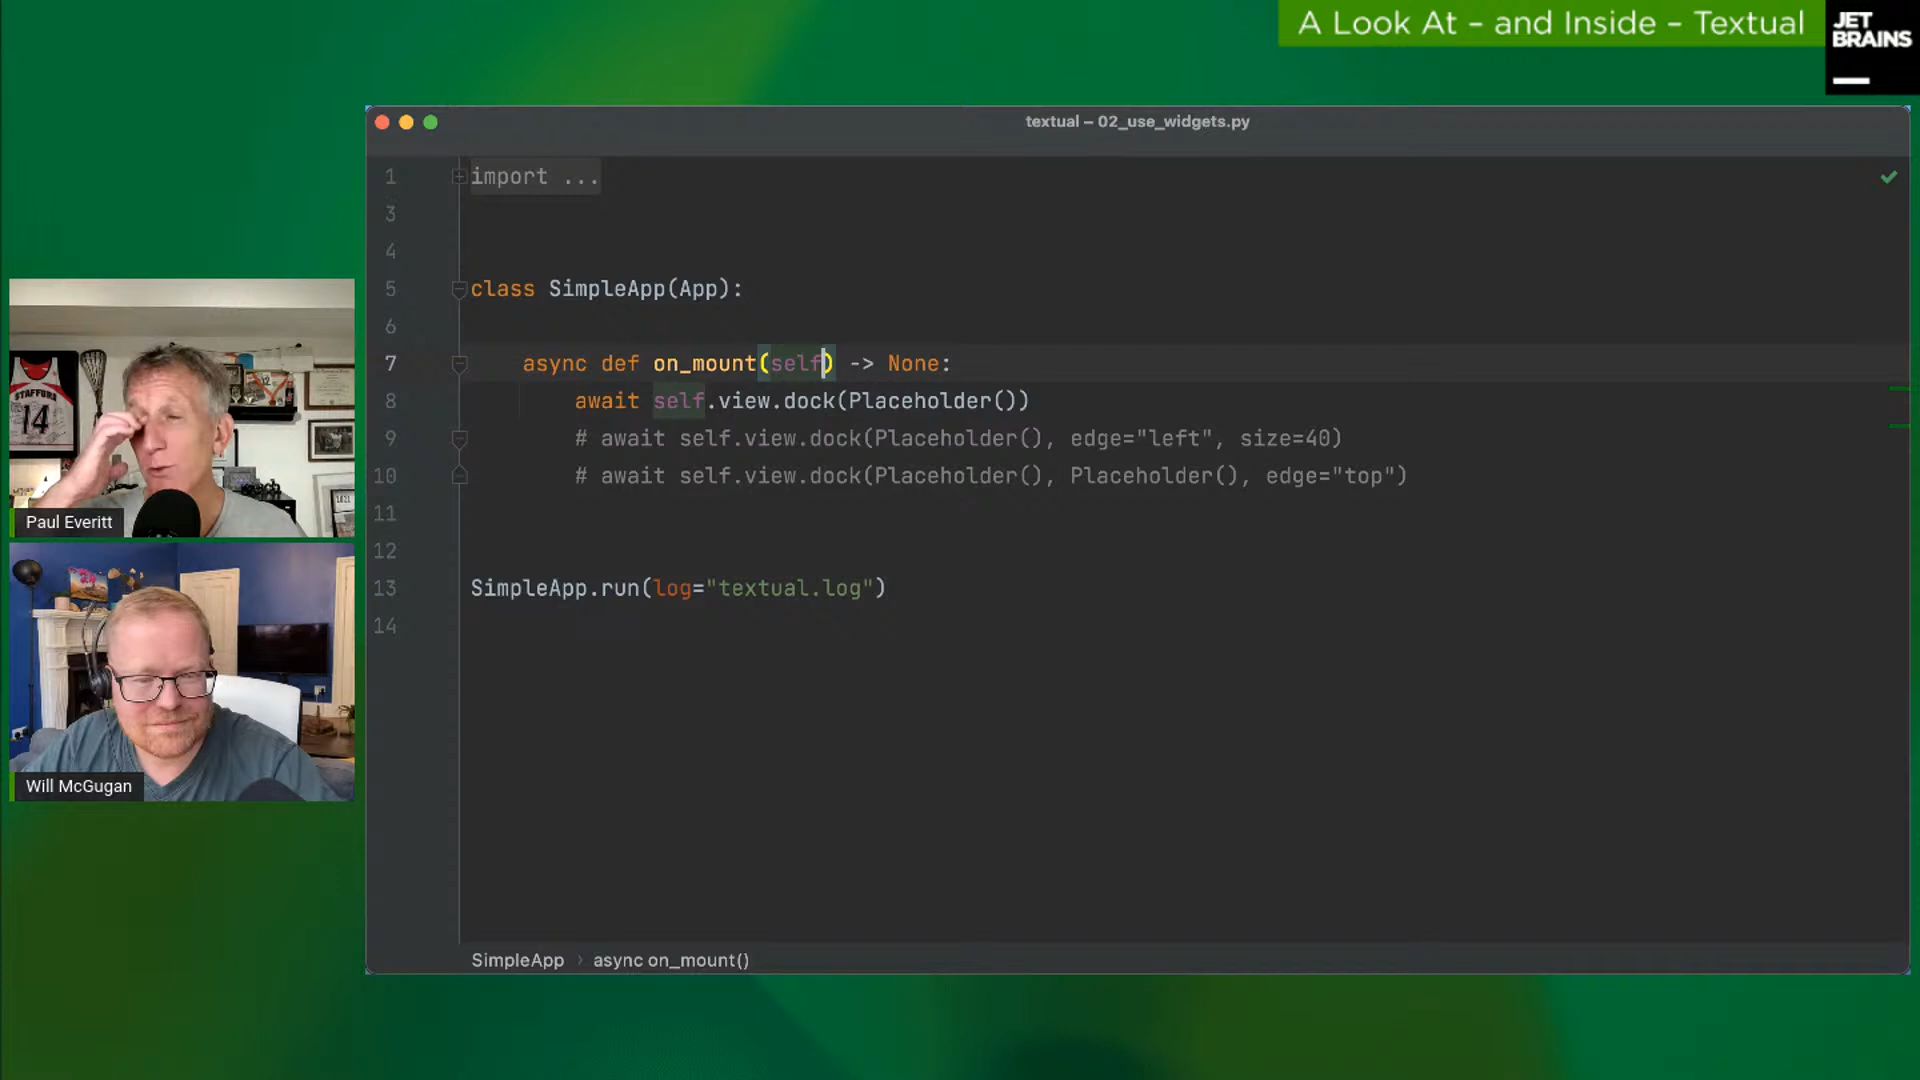 A Look At – and Inside – Textual
JET
BRAINS
textual – 02_use_widgets.py
1 import ...
3
4
5 class SimpleApp(App):
6
7 async def on_mount(self) -> None:
8 await self.view.dock(Placeholder())
9 # await self.view.dock(Placeholder(), edge="left", size=40)
10 # await self.view.dock(Placeholder(), Placeholder(), edge="top")
11
12
13 SimpleApp.run(log="textual.log")
14
SimpleApp › async on_mount()
STAFFORD
14
Paul Everitt
Will McGugan